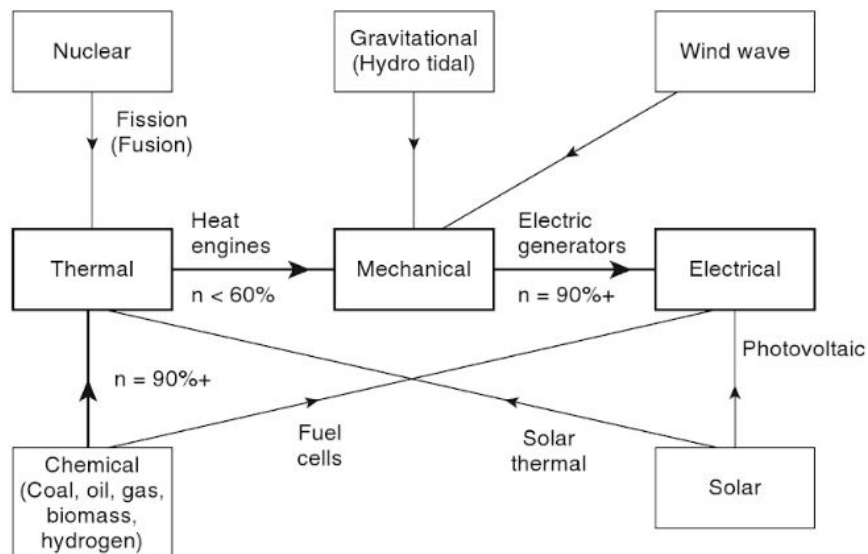 Nuclear
Gravitational
(Hydro tidal)
Wind wave
Fission
(Fusion)
Heat
engines
Electric
generators
Thermal
Mechanical
Electrical
n < 60%
n = 90%+
Photovoltaic
n = 90%+
Fuel
cells
Solar
thermal
Chemical
(Coal, oil, gas,
biomass,
hydrogen)
Solar